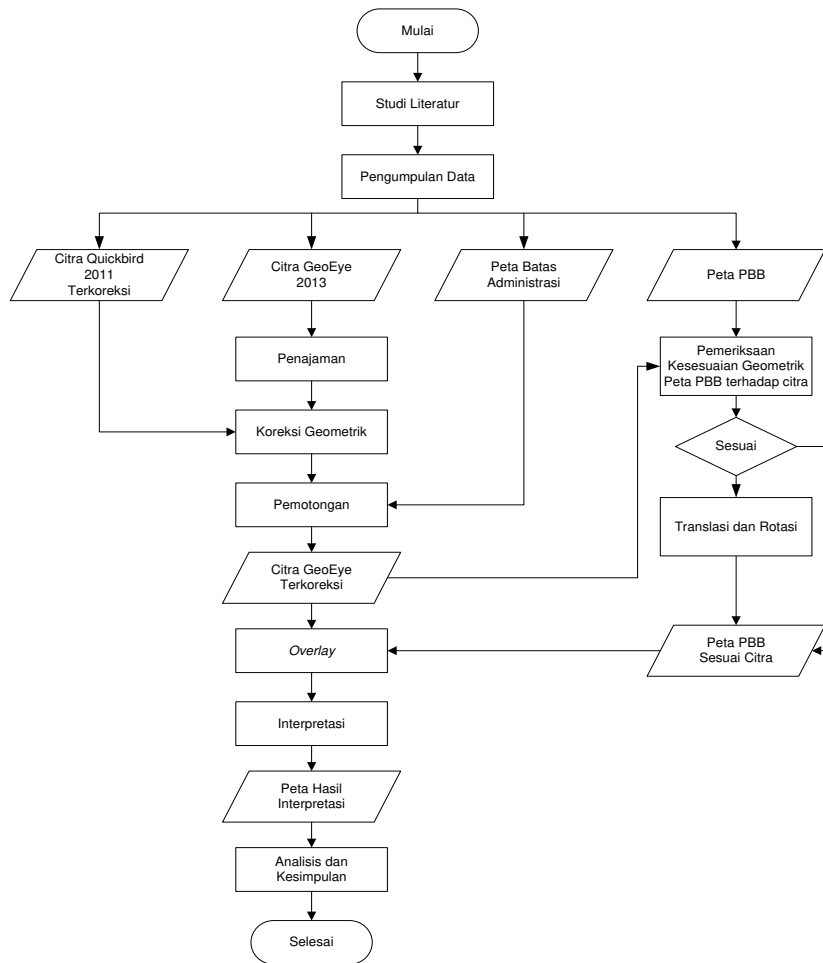 Mulai
Studi Literatur
Pengumpulan Data
Citra Quickbird
2011
Terkoreksi
Citra GeoEye
2013
Peta Batas
Administrasi
Peta PBB
Penajaman
Pemeriksaan
Kesesuaian Geometrik
Peta PBB terhadap citra
Koreksi Geometrik
Sesuai
Pemotongan
Translasi dan Rotasi
Citra GeoEye
Terkoreksi
Overlay
Peta PBB
Sesuai Citra
Interpretasi
Peta Hasil
Interpretasi
Analisis dan
Kesimpulan
Selesai